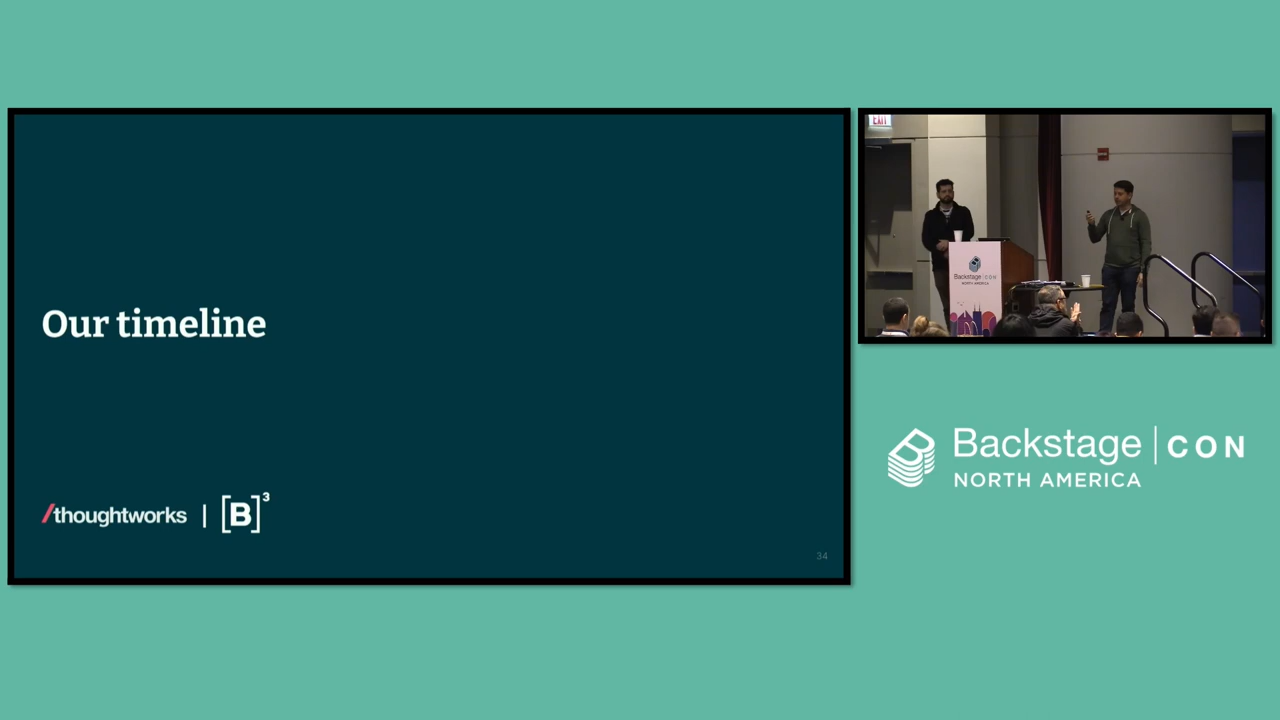 Our timeline
/thoughtworks | [B]³
34
EXIT
Backstage | CON
NORTH AMERICA
Backstage | CON
NORTH AMERICA